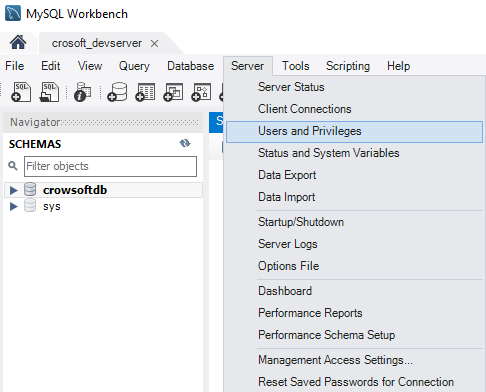 MySQL Workbench
crosoft_devserver ×
File Edit View Query Database Server Tools Scripting Help
SQL SQL
Navigator
SCHEMAS
Filter objects
crowsoftdb
sys
Server Status
Client Connections
Users and Privileges
Status and System Variables
Data Export
Data Import
Startup/Shutdown
Server Logs
Options File
Dashboard
Performance Reports
Performance Schema Setup
Management Access Settings...
Reset Saved Passwords for Connection